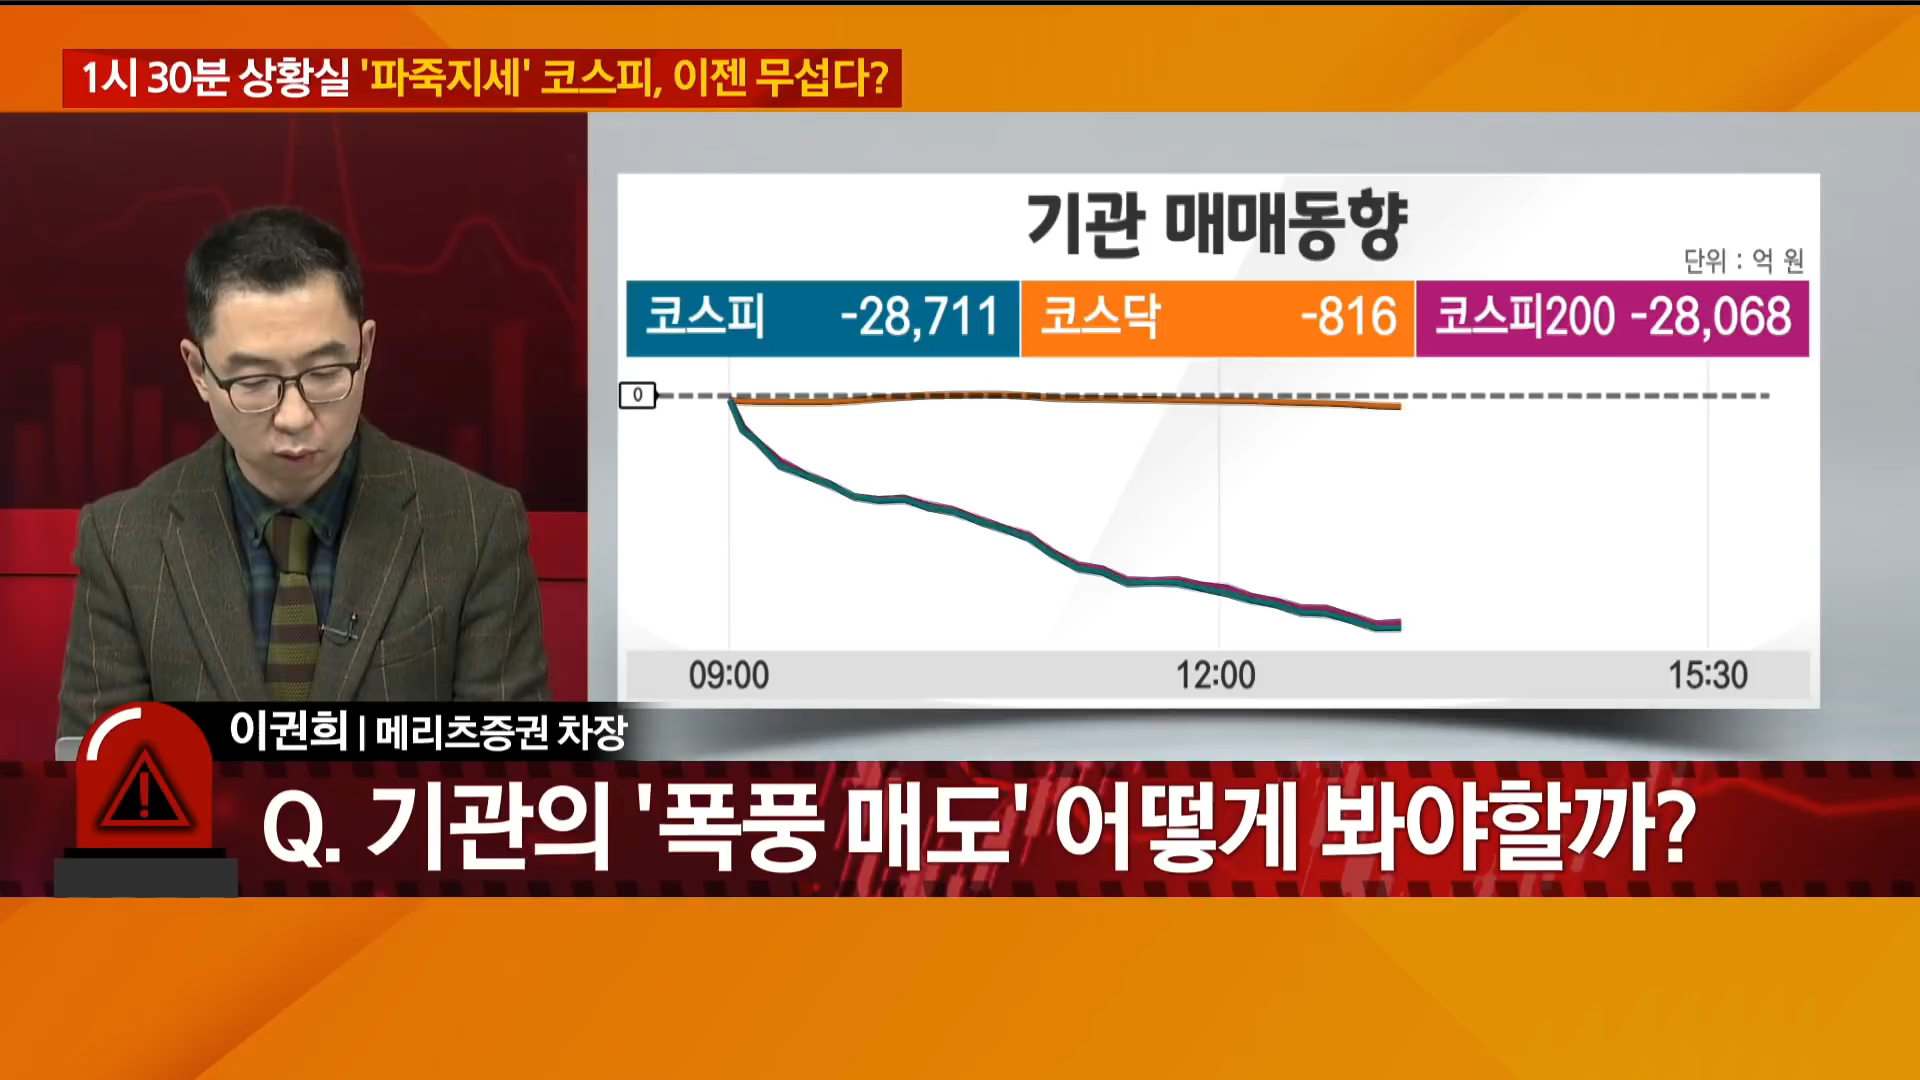 1시 30분 상황실 '파죽지세' 코스피, 이젠 무섭다?
기관 매매동향
단위 : 억 원
코스피 -28,711 코스닥 -816 코스피200 -28,068
0
09:00 12:00 15:30
이권희 | 메리츠증권 차장
Q. 기관의 '폭풍 매도' 어떻게 봐야할까?